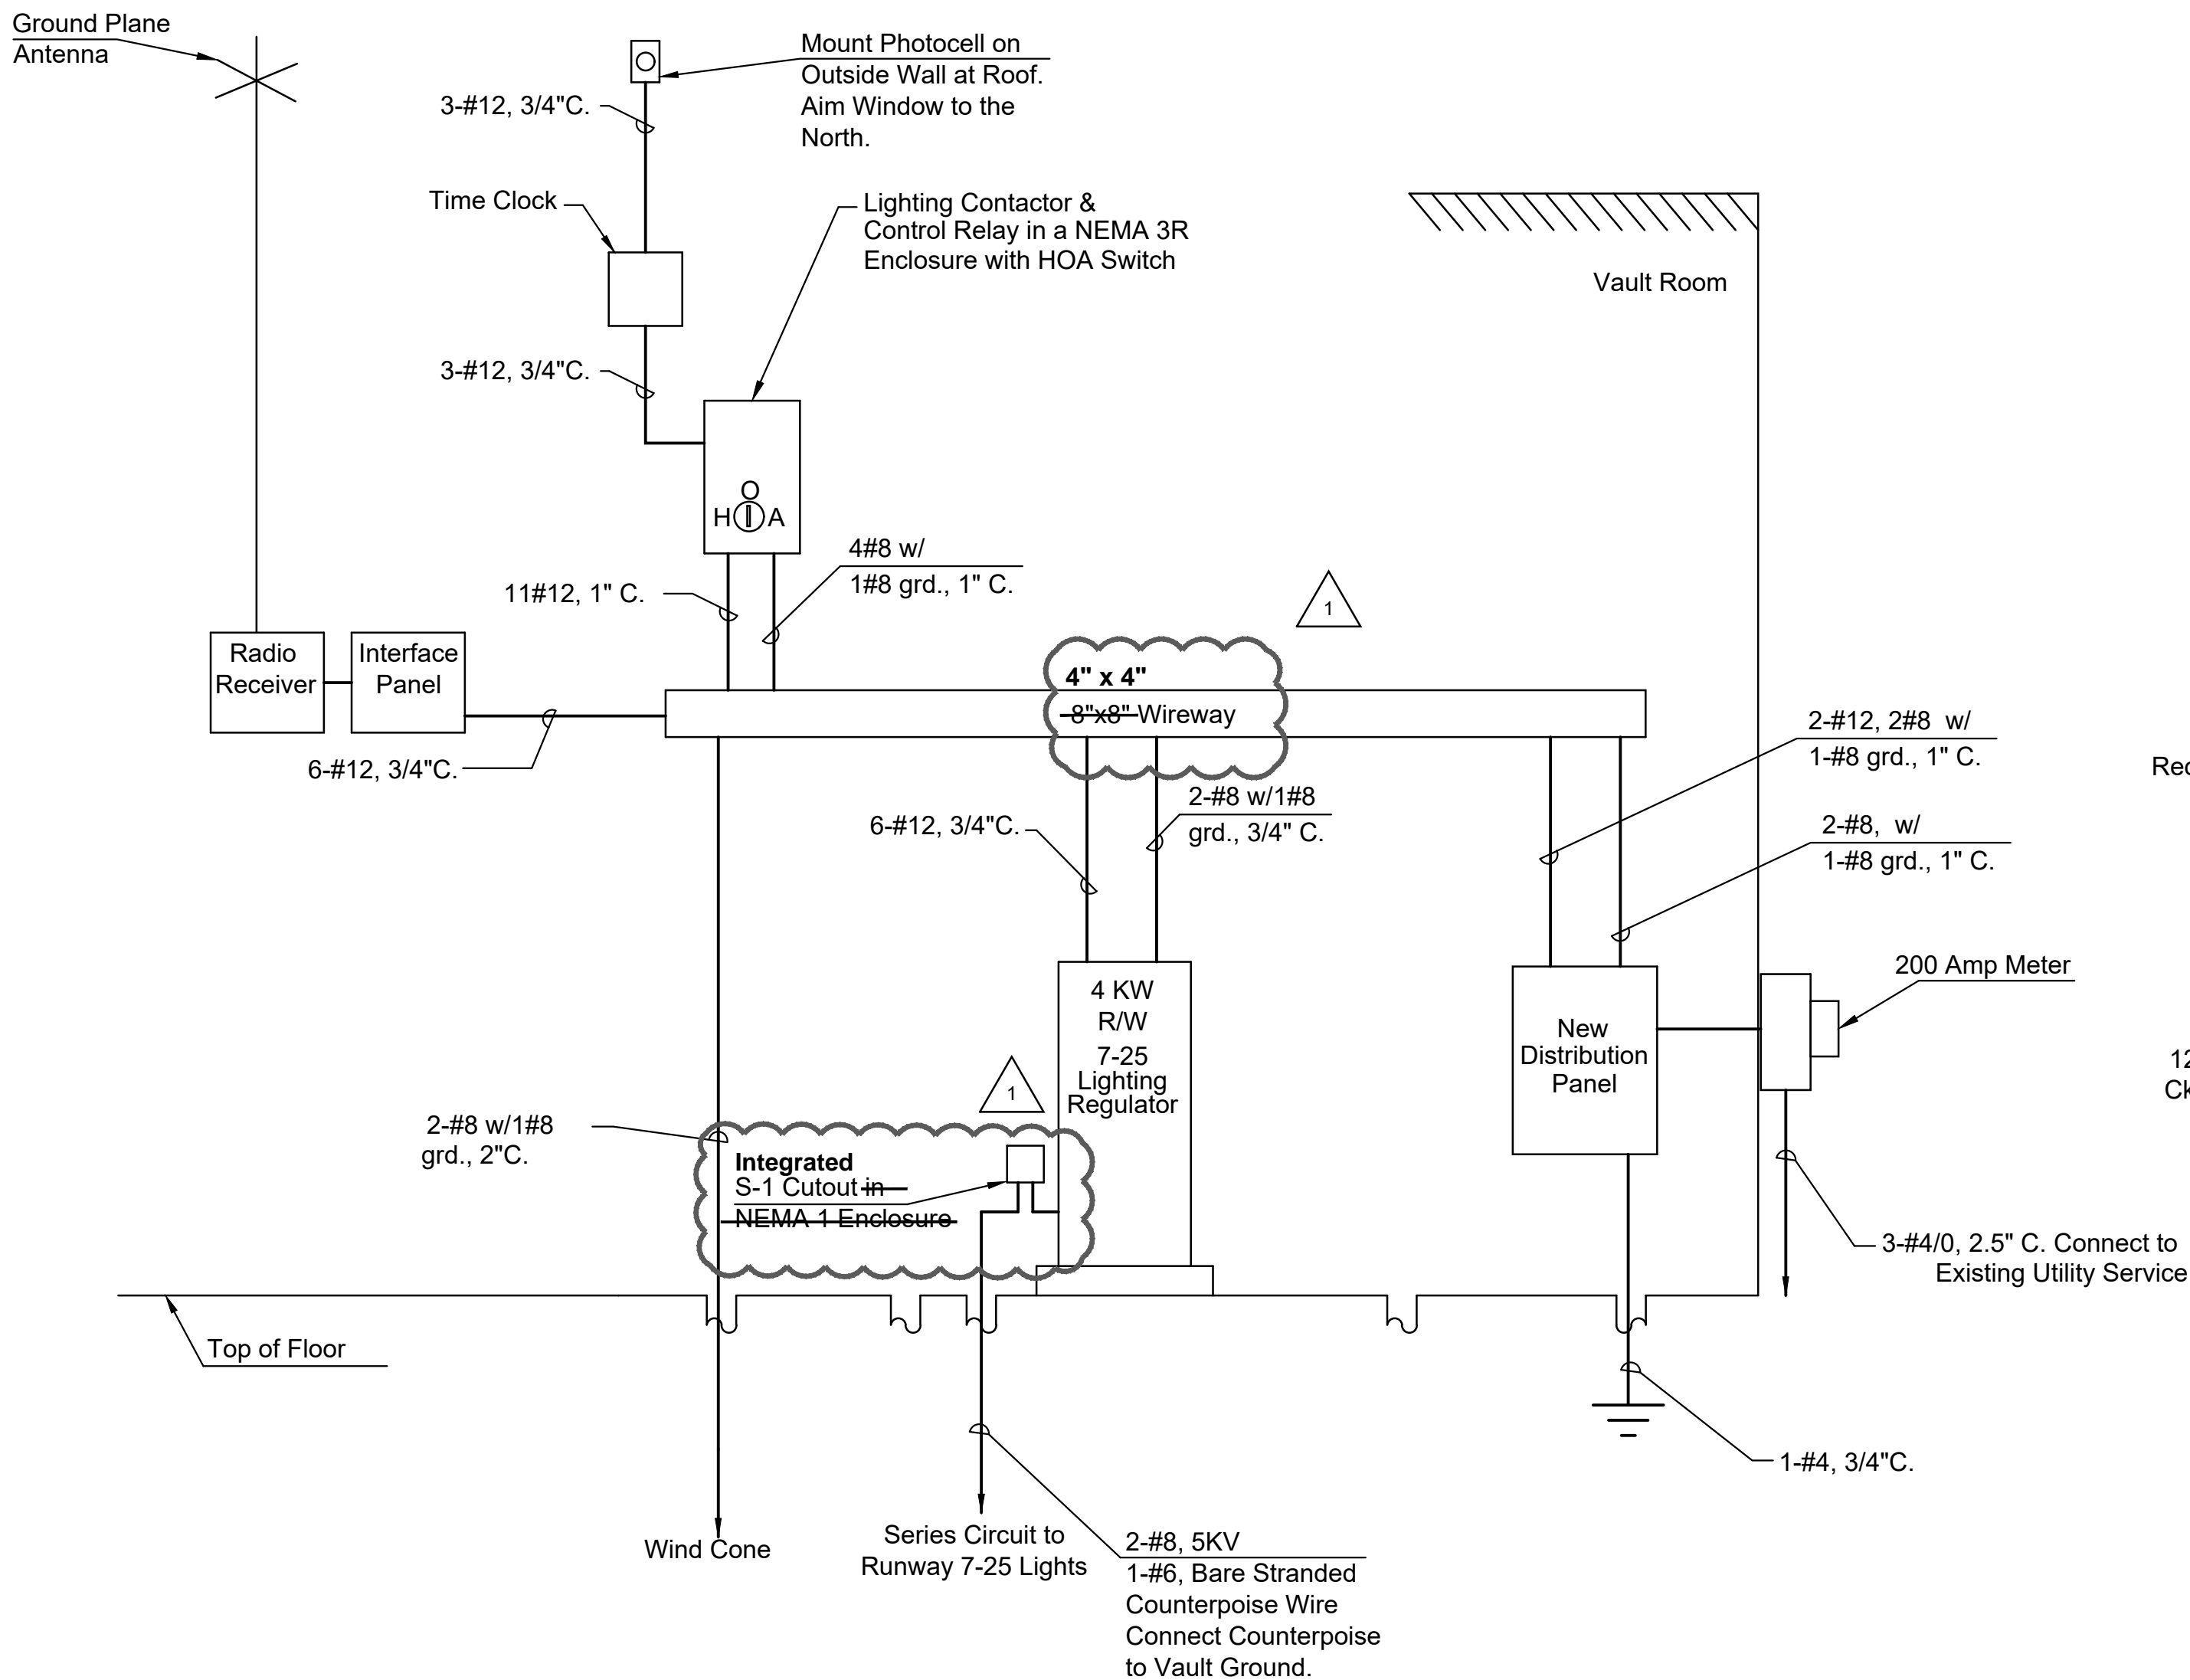 Ground Plane
Antenna
Mount Photocell on
Outside Wall at Roof.
Aim Window to the
North.
3-#12, 3/4"C.
Time Clock
Lighting Contactor &
Control Relay in a NEMA 3R
Enclosure with HOA Switch
Vault Room
3-#12, 3/4"C.
O
H A
4#8 w/
1#8 grd., 1" C.
11#12, 1" C.
1
Radio
Receiver
Interface
Panel
4" x 4"
8"x8" Wireway
6-#12, 3/4"C.
2-#12, 2#8 w/
1-#8 grd., 1" C.
Rec
2-#8 w/1#8
grd., 3/4" C.
6-#12, 3/4"C.
2-#8, w/
1-#8 grd., 1" C.
200 Amp Meter
4 KW
R/W
7-25
Lighting
Regulator
New
Distribution
Panel
12
Ck
1
2-#8 w/1#8
grd., 2"C.
Integrated
S-1 Cutout in
NEMA 1 Enclosure
3-#4/0, 2.5" C. Connect to
Existing Utility Service
Top of Floor
1-#4, 3/4"C.
Wind Cone
Series Circuit to
Runway 7-25 Lights
2-#8, 5KV
1-#6, Bare Stranded
Counterpoise Wire
Connect Counterpoise
to Vault Ground.